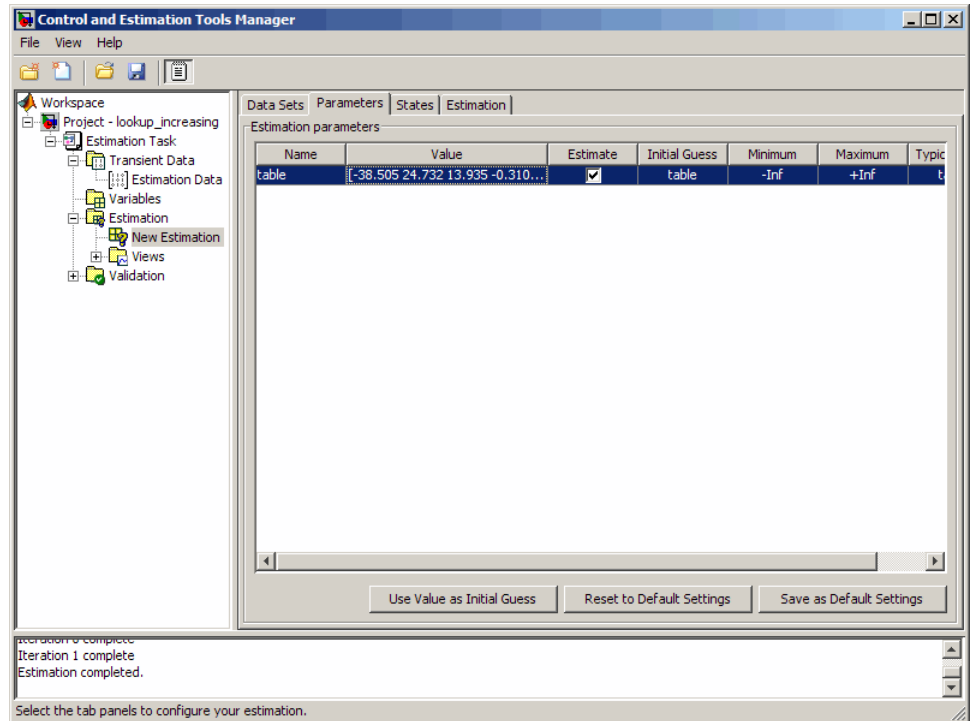 Control and Estimation Tools Manager
File View Help
Workspace
Project - lookup_increasing
Estimation Task
Transient Data
Estimation Data
Variables
Estimation
New Estimation
Views
Validation
Data Sets Parameters States Estimation
Estimation parameters
Name Value Estimate Initial Guess Minimum Maximum Typic
table [-38.505 24.732 13.935 -0.310... table -Inf +Inf t
Use Value as Initial Guess Reset to Default Settings Save as Default Settings
Iteration 0 complete
Iteration 1 complete
Estimation completed.
Select the tab panels to configure your estimation.